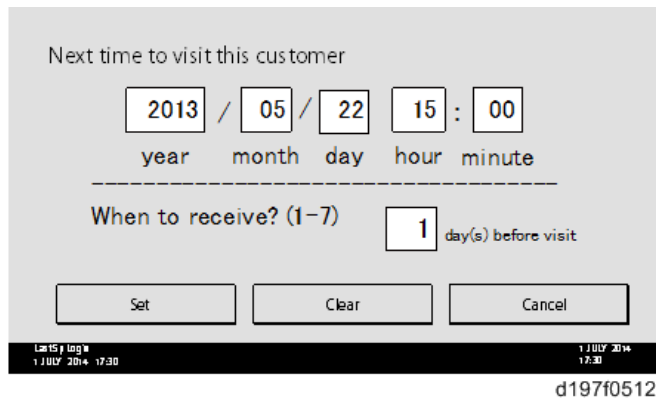 Next time to visit this customer
2013 / 05 / 22 15 : 00
year month day hour minute
When to receive? (1-7) 1 day(s) before visit
Set Clear Cancel
1 JULY 2014
1 JULY 2014 17:30 17:30
d197f0512